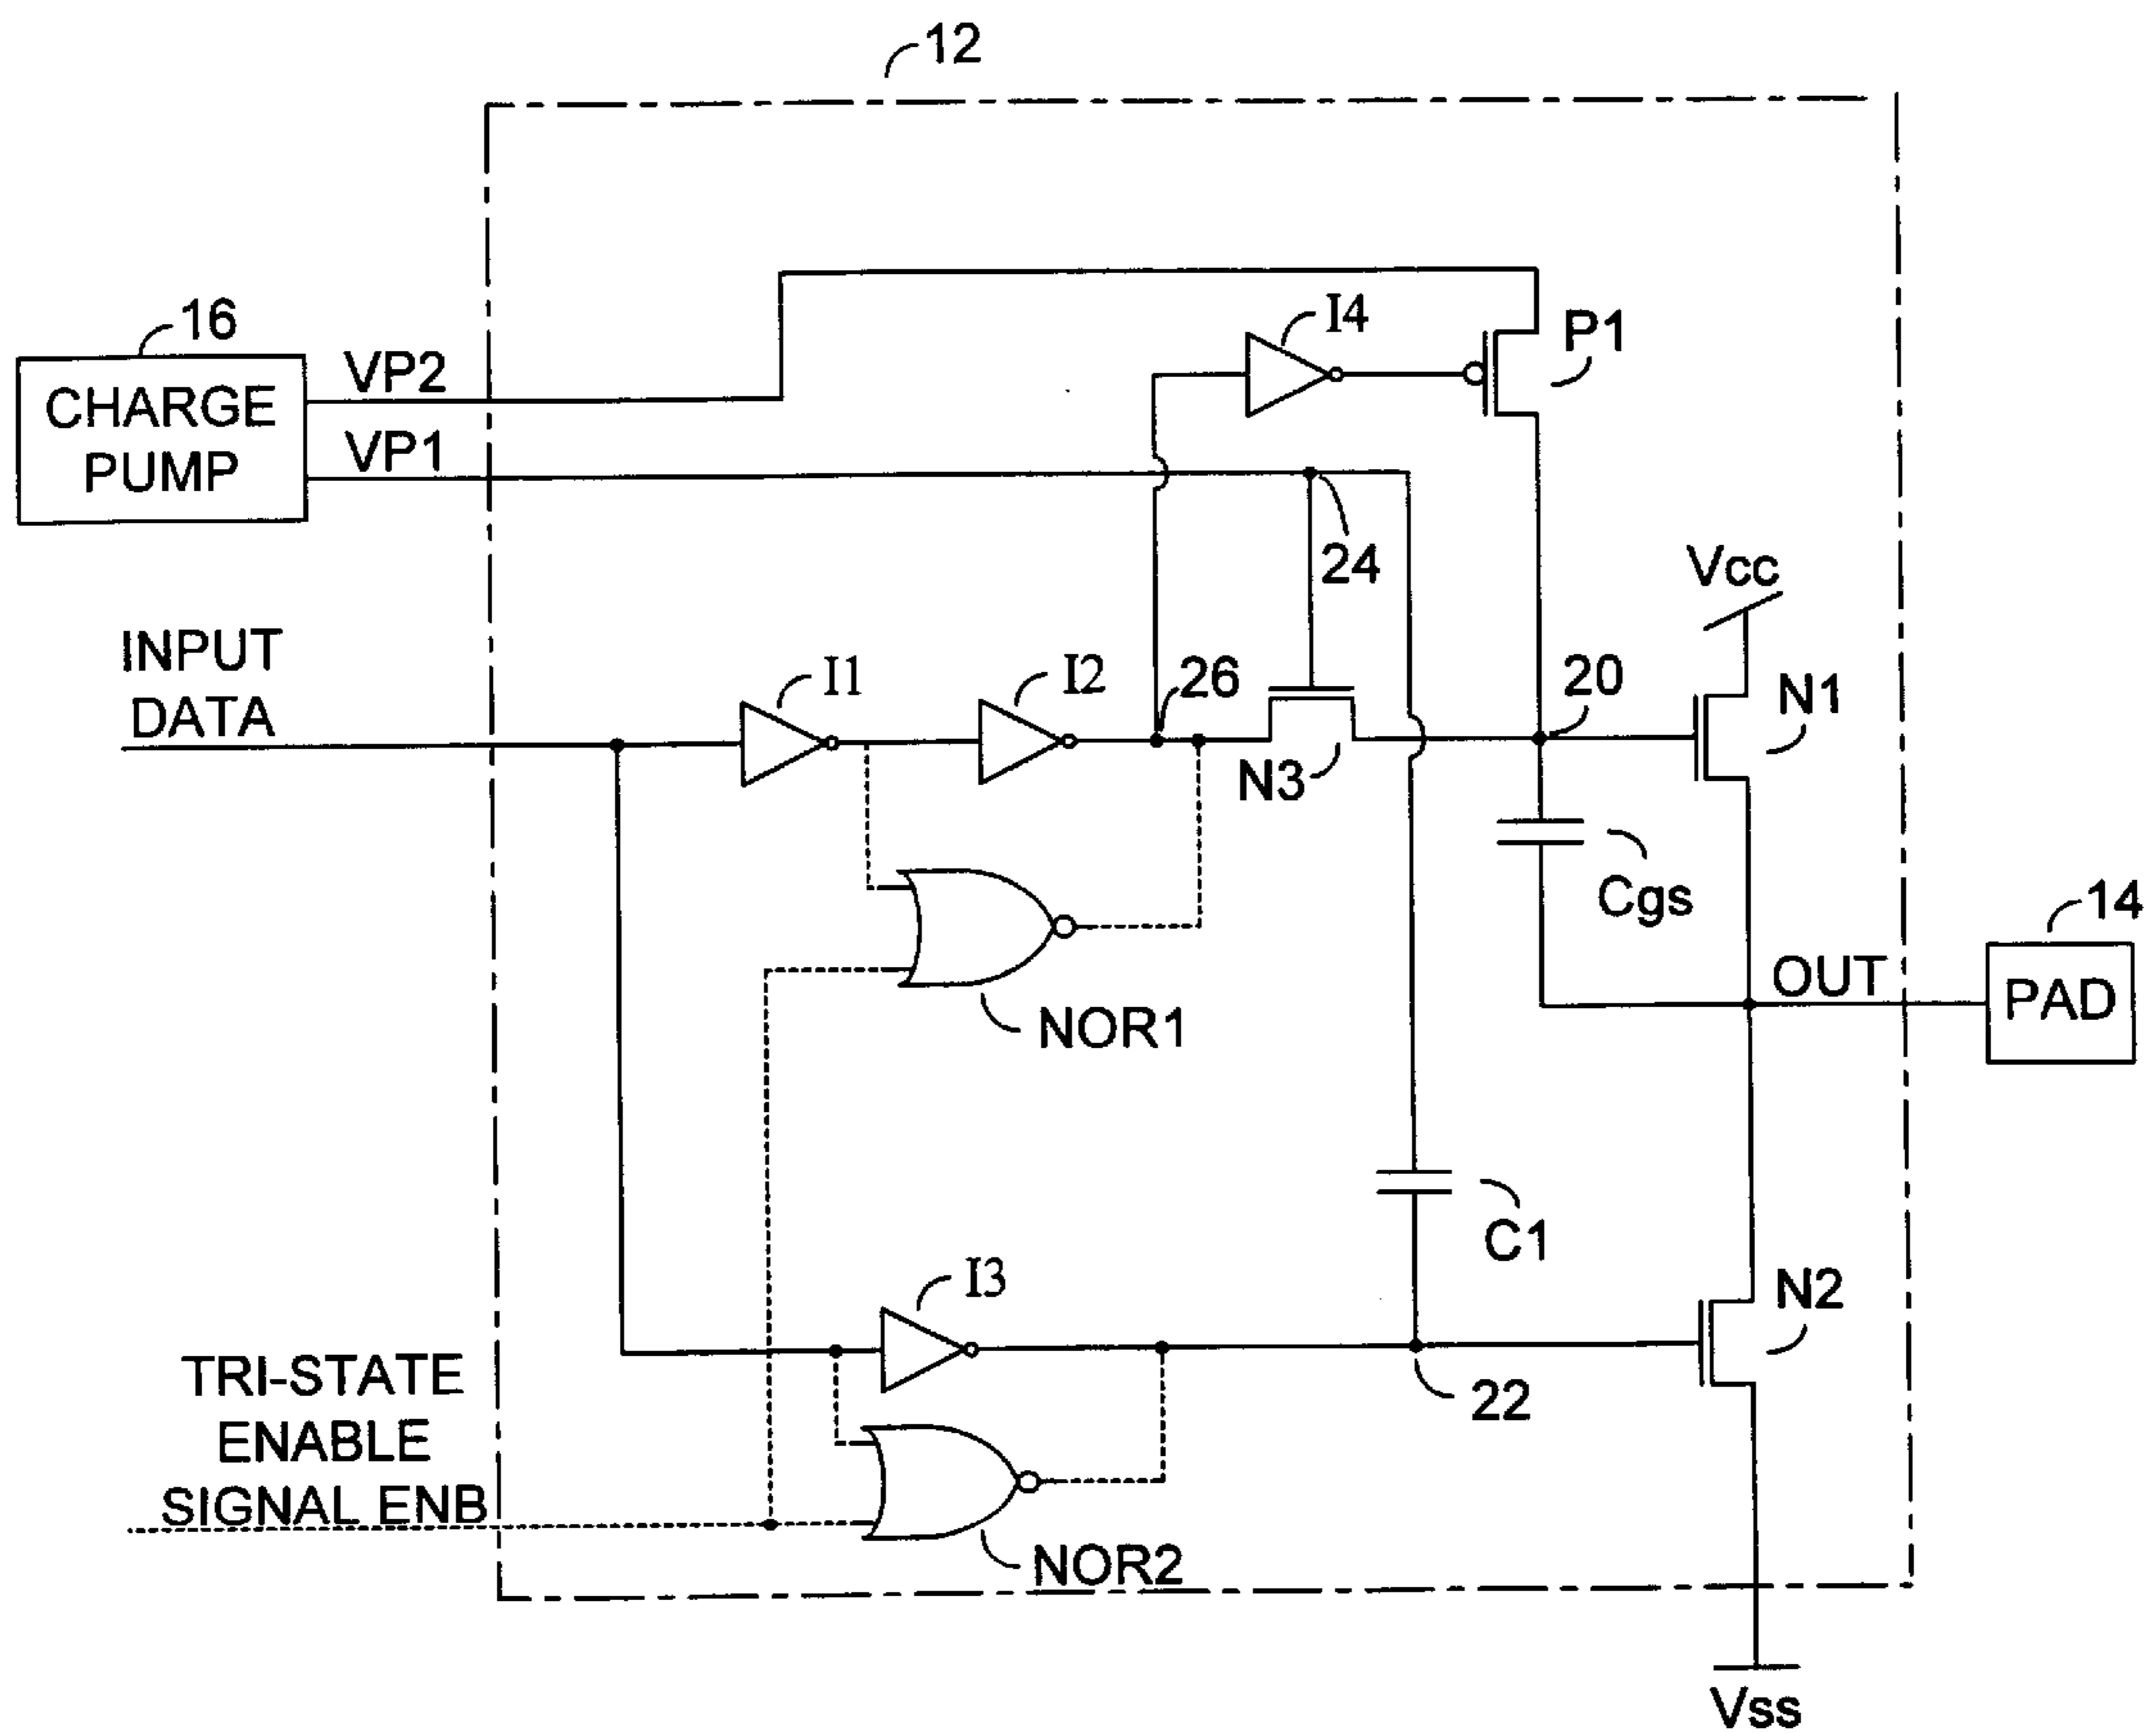 12
16
CHARGE
PUMP
VP2
VP1
I4
P1
24
Vcc
INPUT
DATA
I1
I2
26
N3
20
N1
Cgs
14
PAD
OUT
NOR1
C1
I3
N2
22
TRI-STATE
ENABLE
SIGNAL ENB
NOR2
Vss